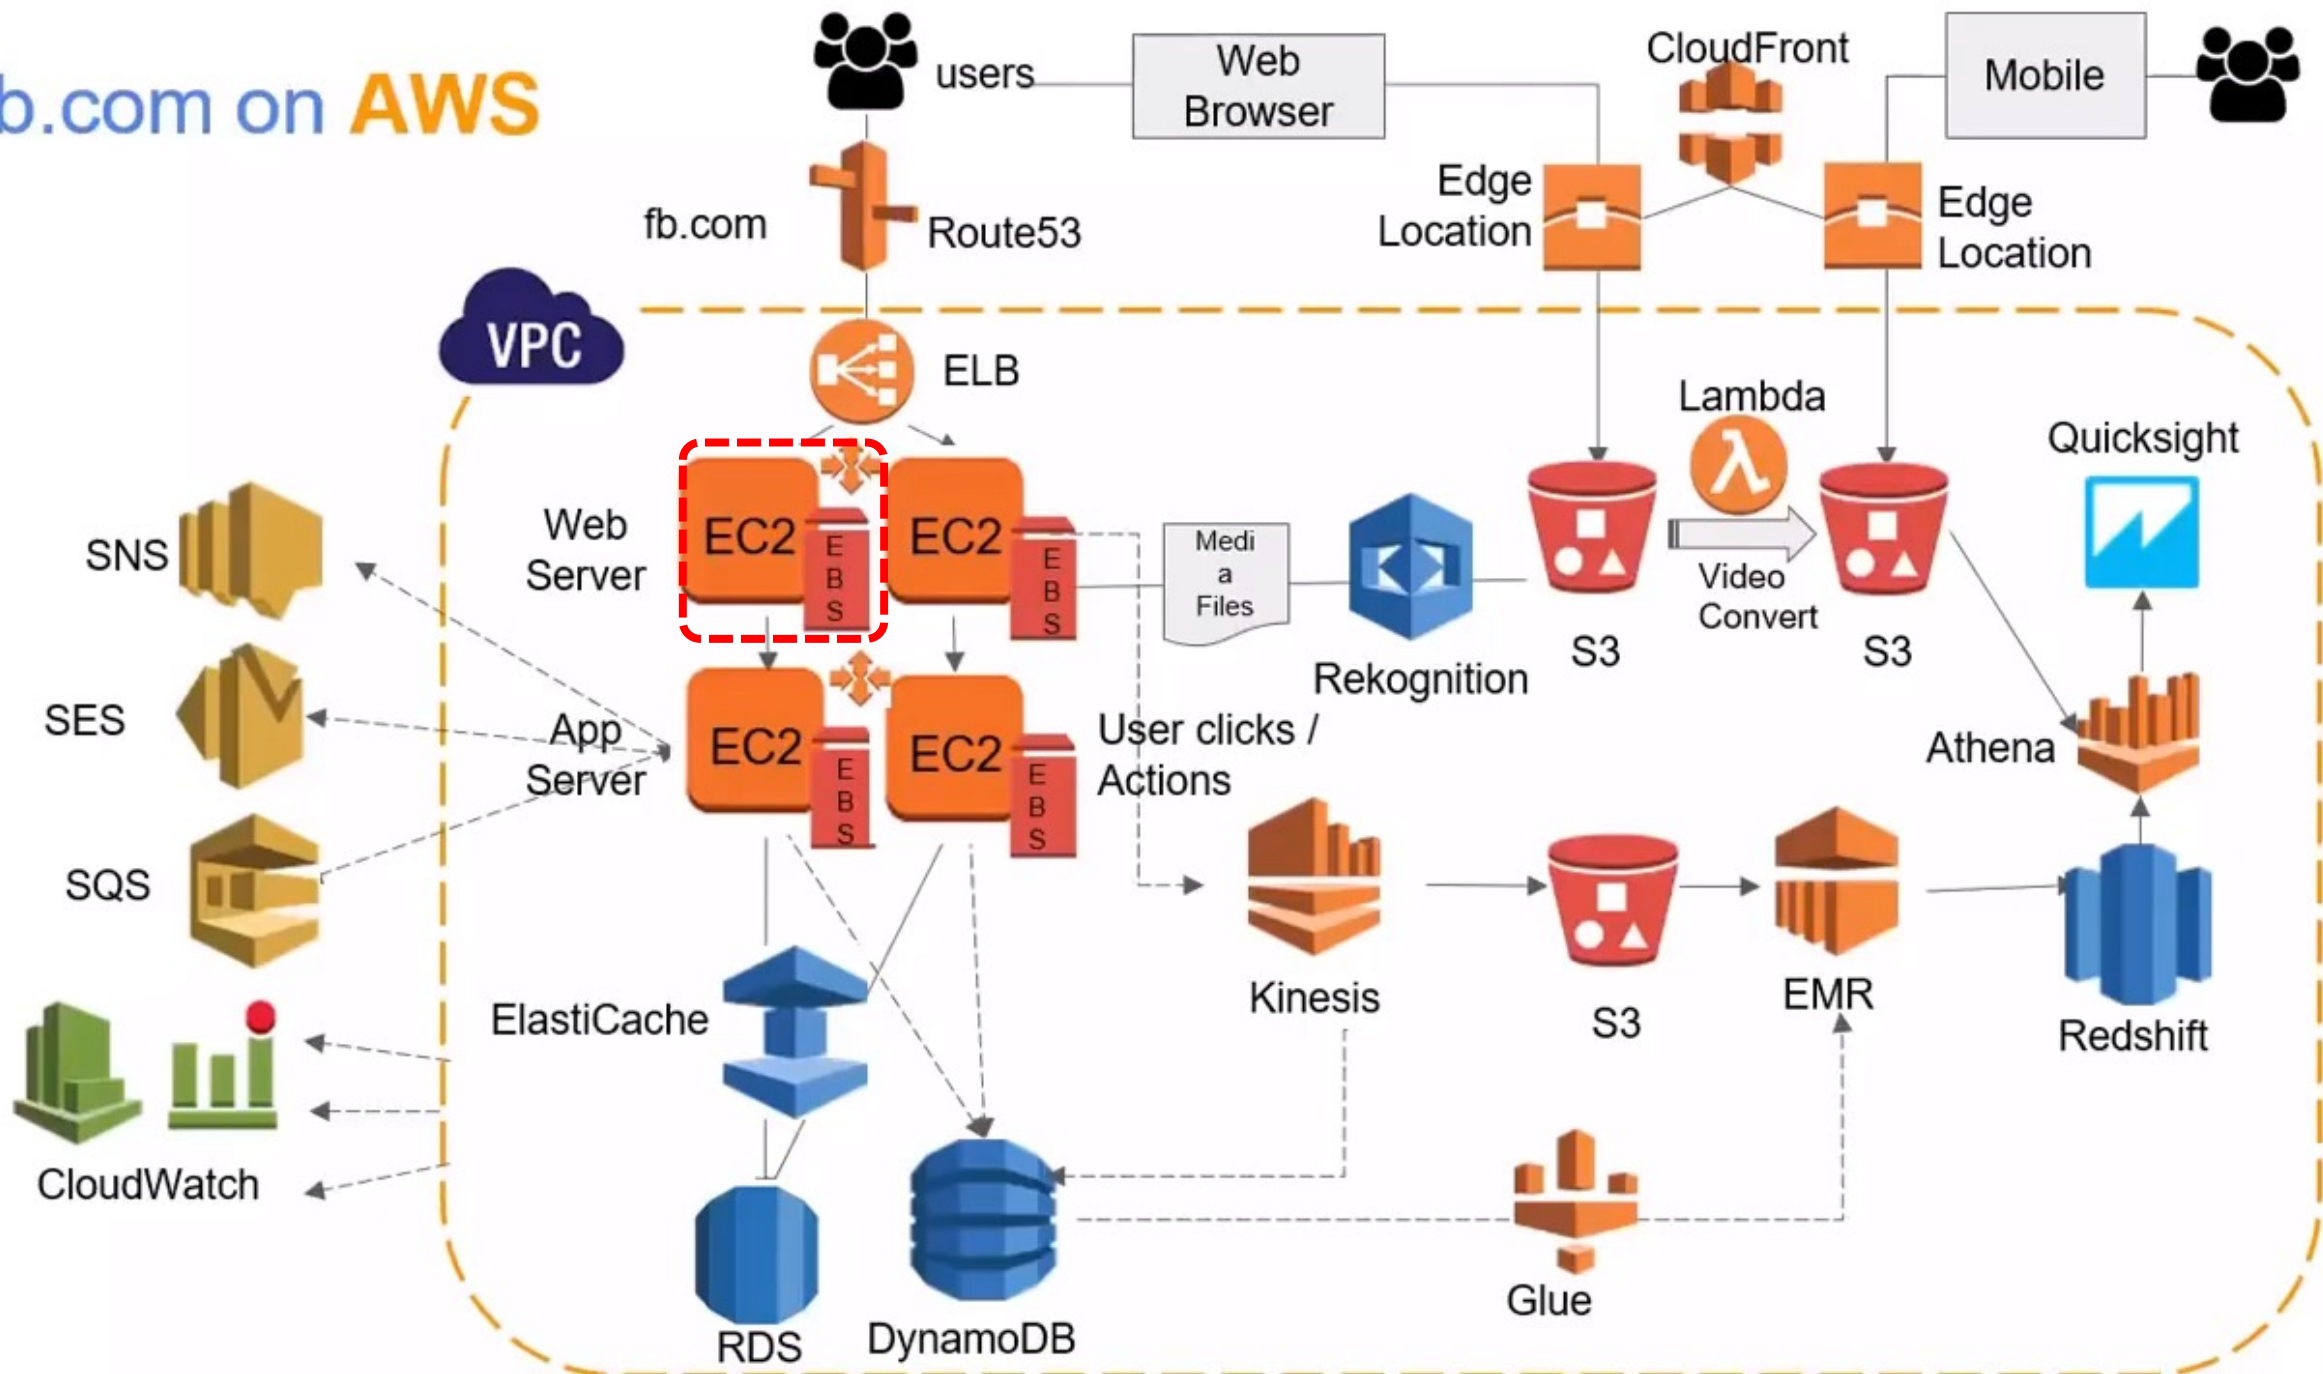 b.com on AWS
users
Web
Browser
CloudFront
Mobile
fb.com
Route53
Edge
Location
Edge
Location
VPC
ELB
Lambda
Quicksight
SNS
Web
Server
EC2
E
B
S
EC2
E
B
S
Medi
a
Files
Rekognition
S3
Video
Convert
S3
SES
App
Server
EC2
E
B
S
EC2
E
B
S
User clicks /
Actions
Athena
SQS
ElastiCache
Kinesis
S3
EMR
Redshift
CloudWatch
RDS
DynamoDB
Glue